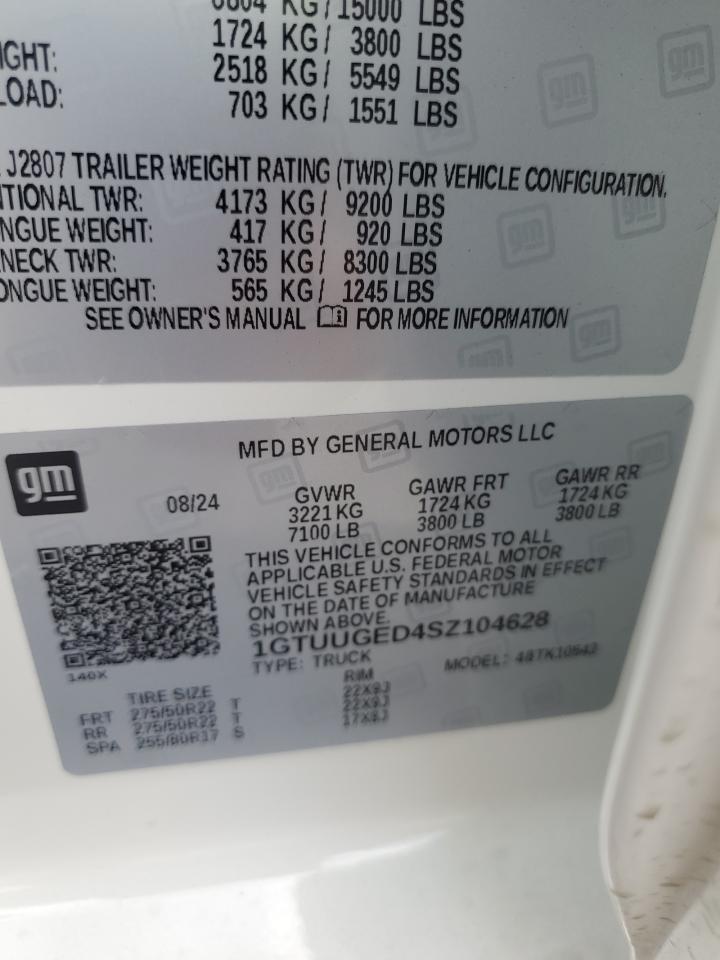 KG/15000 LBS
1724 KG/ 3800 LBS
IGHT: 2518 KG/ 5549 LBS
LOAD: 703 KG/ 1551 LBS
J2807 TRAILER WEIGHT RATING (TWR) FOR VEHICLE CONFIGURATION.
NTIONAL TWR: 4173 KG/ 9200 LBS
NGUE WEIGHT: 417 KG/ 920 LBS
NECK TWR: 3765 KG/ 8300 LBS
ONGUE WEIGHT: 565 KG/ 1245 LBS
SEE OWNER'S MANUAL FOR MORE INFORMATION
gm
MFD BY GENERAL MOTORS LLC
08/24
GVWR GAWR FRT GAWR RR
3221 KG 1724 KG 1724 KG
7100 LB 3800 LB 3800 LB
THIS VEHICLE CONFORMS TO ALL
APPLICABLE U.S. FEDERAL MOTOR
VEHICLE SAFETY STANDARDS IN EFFECT
ON THE DATE OF MANUFACTURE
SHOWN ABOVE.
1GTUUGED4SZ104628
TYPE: TRUCK MODEL:
140X
TIRE SIZE RIM
FRT 275/50R22 T 22X9J
RR 275/50R22 T 22X9J
SPA 255/80R17 S 17X8J